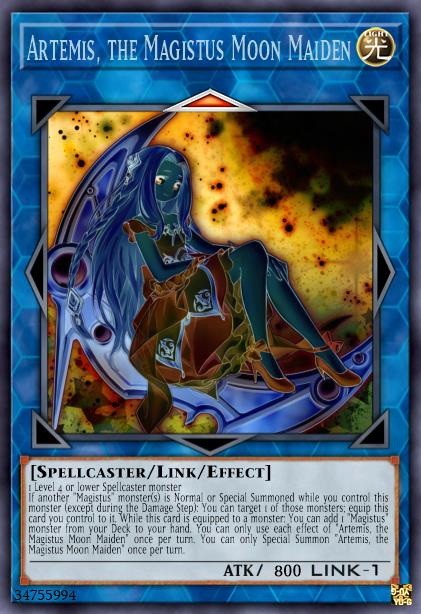 Artemis, the Magistus Moon Maiden
LIGHT
光
[Spellcaster/Link/Effect]
1 Level 4 or lower Spellcaster monster
If another "Magistus" monster(s) is Normal or Special Summoned while you control this
monster (except during the Damage Step): You can target 1 of those monsters; equip this
card you control to it. While this card is equipped to a monster: You can add 1 "Magistus"
monster from your Deck to your hand. You can only use each effect of "Artemis, the
Magistus Moon Maiden" once per turn. You can only Special Summon "Artemis, the
Magistus Moon Maiden" once per turn.
ATK/ 800 LINK-1
34755994